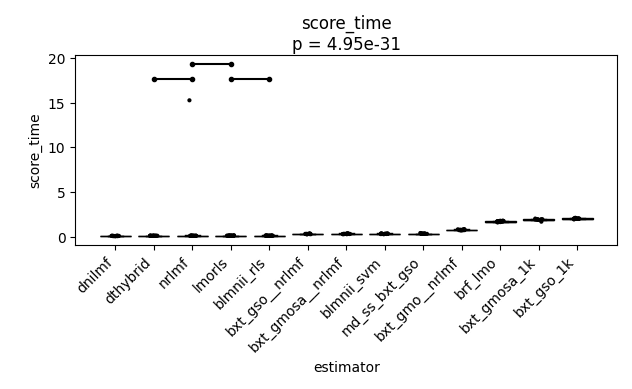 score_time
p = 4.95e-31
score_time
20
15
10
5
0
dnilmf
dthybrid
nrlmf
lmorls
blmnii_rls
bxt_gso__nrlmf
bxt_gmosa__nrlmf
blmnii_svm
md_ss_bxt_gso
bxt_gmo__nrlmf
brf_lmo
bxt_gmosa_1k
bxt_gso_1k
estimator